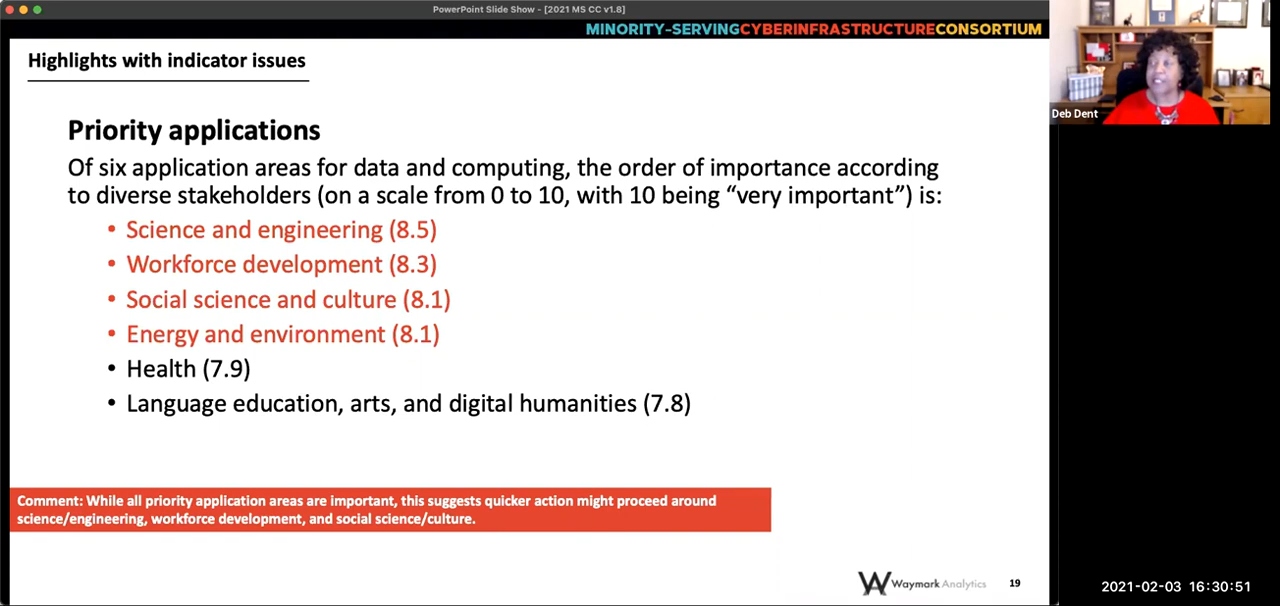 PowerPoint Slide Show - [2021 MS CC v1.8]
MINORITY-SERVINGCYBERINFRASTRUCTURECONSORTIUM
Highlights with indicator issues
Deb Dent
Priority applications
Of six application areas for data and computing, the order of importance according
to diverse stakeholders (on a scale from 0 to 10, with 10 being “very important”) is:
• Science and engineering (8.5)
• Workforce development (8.3)
• Social science and culture (8.1)
• Energy and environment (8.1)
• Health (7.9)
• Language education, arts, and digital humanities (7.8)
Comment: While all priority application areas are important, this suggests quicker action might proceed around
science/engineering, workforce development, and social science/culture.
Waymark Analytics
19
2021-02-03 16:30:51